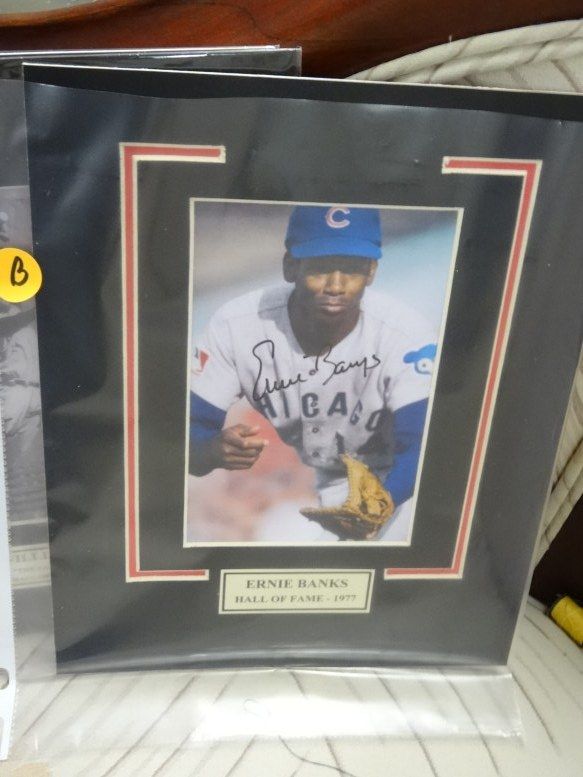 B
C
Ernie Banks
CHICAGO
ERNIE BANKS
HALL OF FAME - 1977